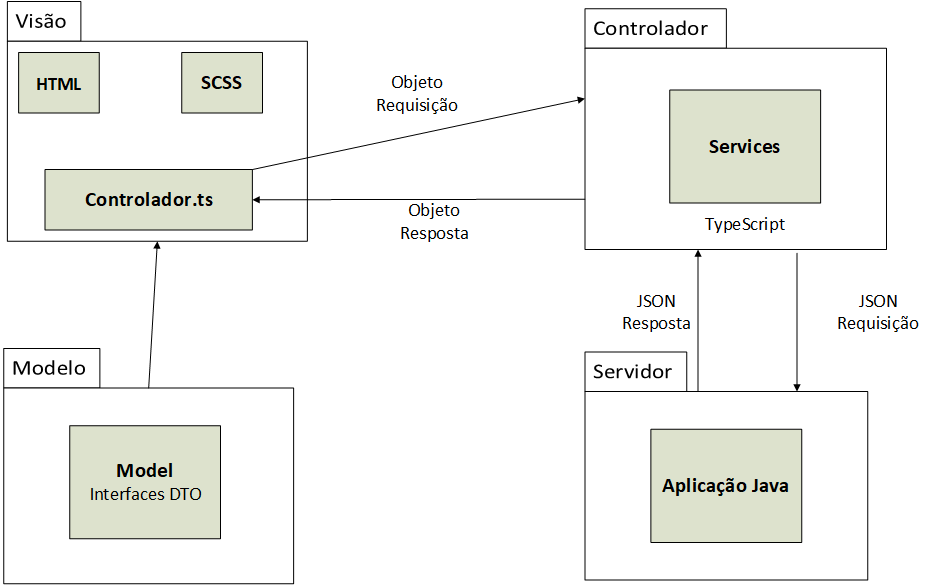 Visão
HTML
SCSS
Controlador.ts
Objeto
Requisição
Objeto
Resposta
Controlador
Services
TypeScript
JSON
Resposta
JSON
Requisição
Modelo
Model
Interfaces DTO
Servidor
Aplicação Java